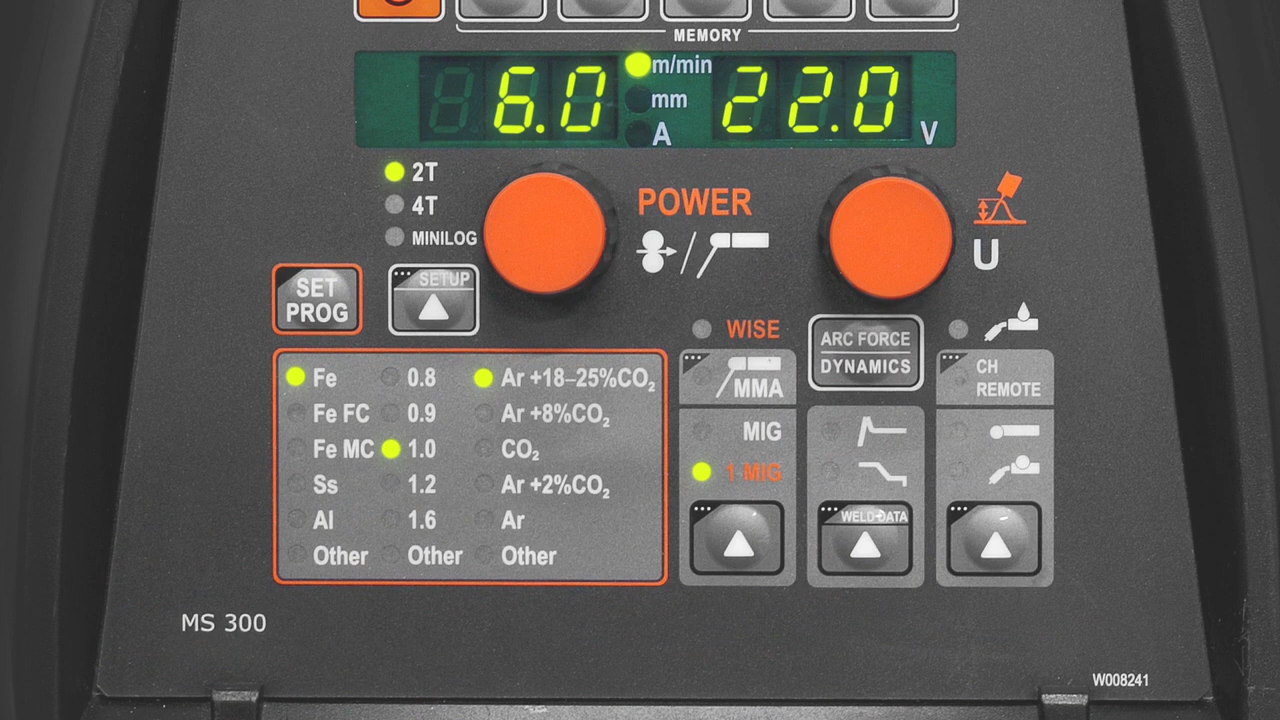 MEMORY
6.0 m/min 22.0
mm
A V
2T
4T
MINILOG
POWER
U
SET
PROG
SETUP
WISE
ARC FORCE
DYNAMICS
CH
REMOTE
MMA
MIG
1 MIG
WELD DATA
Fe 0.8 Ar +18–25%CO₂
Fe FC 0.9 Ar +8%CO₂
Fe MC 1.0 CO₂
Ss 1.2 Ar +2%CO₂
Al 1.6 Ar
Other Other Other
MS 300
W008241